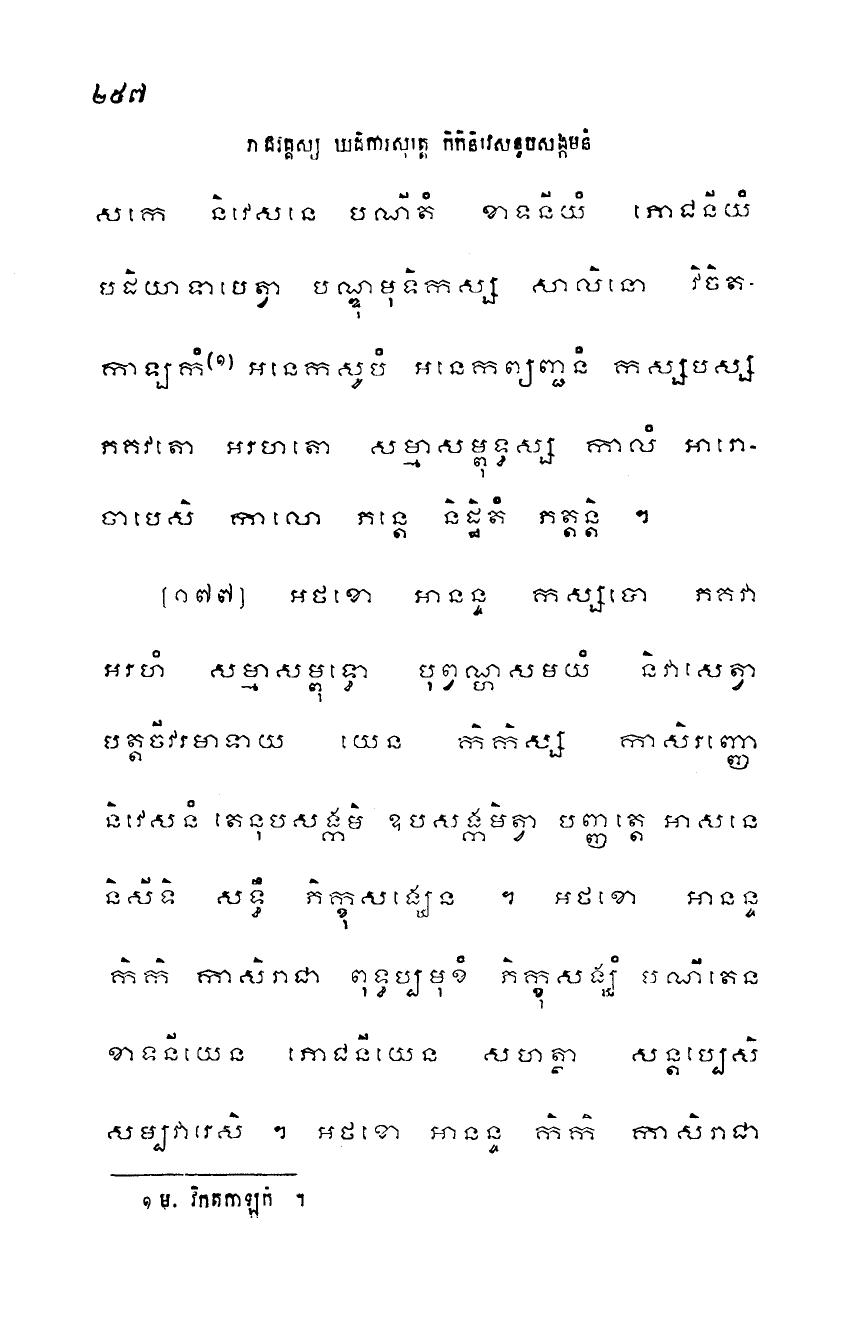 ២៥៧
រាជវគ្គស្ស ឃដិការសុត្តេ កិកិនិវេសនូបសង្កមនំ
សកេ និវេសនេ បណីតំ ខាទនីយំ ភោជនីយំ
បដិយាទាបេត្វា បណ្ឌុមុទិកស្ស សាលិនោ វិចិត-
កាឡកំ(១) អនេកសូបំ អនេកព្យញ្ជនំ កស្សបស្ស
ភគវតោ អរហតោ សម្មាសម្ពុទ្ធស្ស កាលំ អារោ-
ចាបេសិ កាលោ ភន្តេ និដ្ឋិតំ ភត្តន្តិ ។
[១៧៧] អថខោ អានន្ទ កស្សបោ ភគវា
អរហំ សម្មាសម្ពុទ្ធោ បុព្វណ្ហសមយំ និវាសេត្វា
បត្តចីវរមាទាយ យេន កិកិស្ស កាសិរញ្ញោ
និវេសនំ តេនុបសង្កមិ ឧបសង្កមិត្វា បញ្ញត្តេ អាសនេ
និសីទិ សទ្ធឹ ភិក្ខុសង្ឃេន ។ អថខោ អានន្ទ
កិកិ កាសិរាជា ពុទ្ធប្បមុខំ ភិក្ខុសង្ឃំ បណីតេន
ខាទនីយេន ភោជនីយេន សហត្ថា សន្តប្បេសិ
សម្បវារេសិ ។ អថខោ អានន្ទ កិកិ កាសិរាជា
១ ម. វិកតកាឡកំ ។